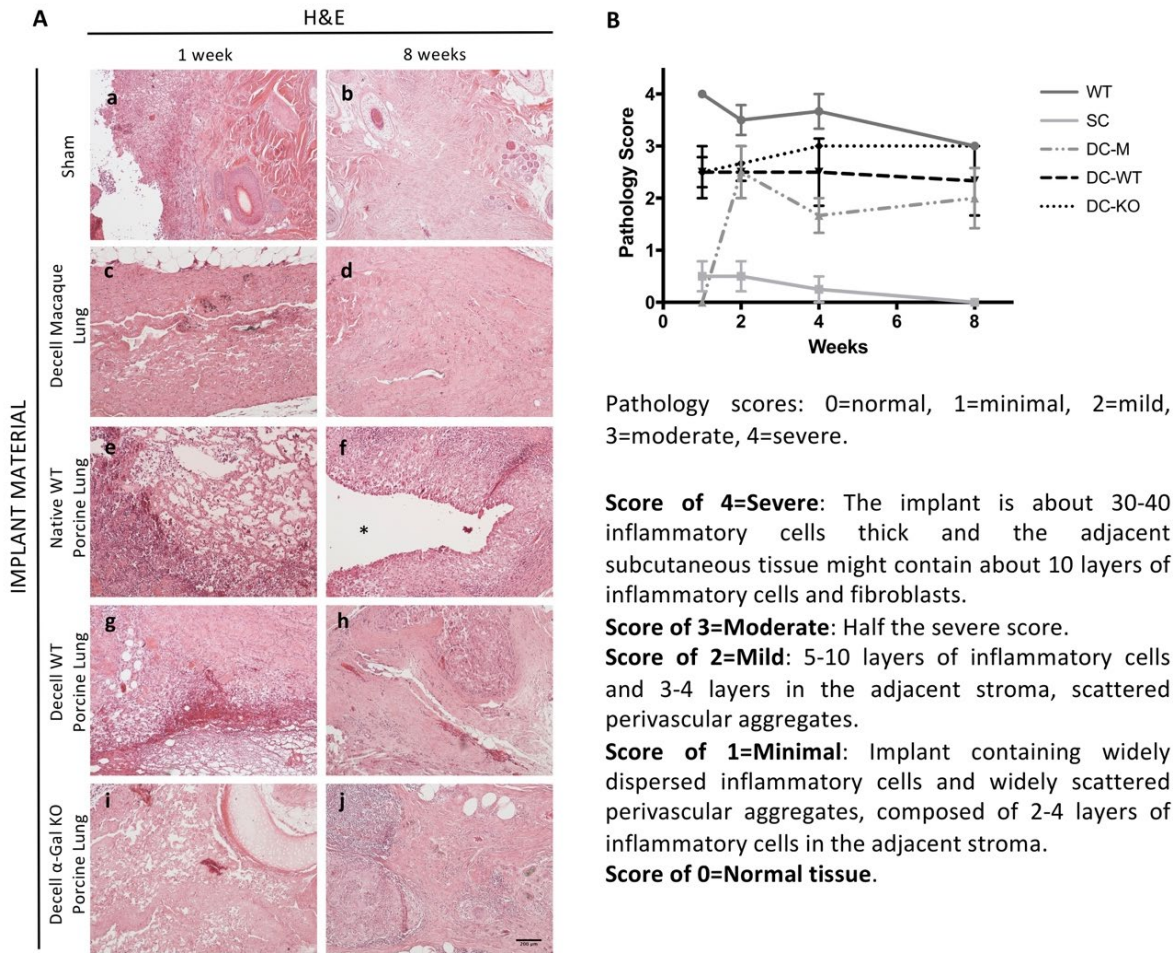 A
H&E
1 week
8 weeks
IMPLANT MATERIAL
Sham
a
b
Decell Macaque
Lung
c
d
Native WT
Porcine Lung
e
f
*
Decell WT
Porcine Lung
g
h
Decell α-Gal KO
Porcine Lung
i
j
200 µm
B
Pathology Score
4
3
2
1
0
0
2
4
6
8
Weeks
WT
SC
DC-M
DC-WT
DC-KO
Pathology scores: 0=normal, 1=minimal, 2=mild,
3=moderate, 4=severe.
Score of 4=Severe: The implant is about 30-40
inflammatory cells thick and the adjacent
subcutaneous tissue might contain about 10 layers of
inflammatory cells and fibroblasts.
Score of 3=Moderate: Half the severe score.
Score of 2=Mild: 5-10 layers of inflammatory cells
and 3-4 layers in the adjacent stroma, scattered
perivascular aggregates.
Score of 1=Minimal: Implant containing widely
dispersed inflammatory cells and widely scattered
perivascular aggregates, composed of 2-4 layers of
inflammatory cells in the adjacent stroma.
Score of 0=Normal tissue.